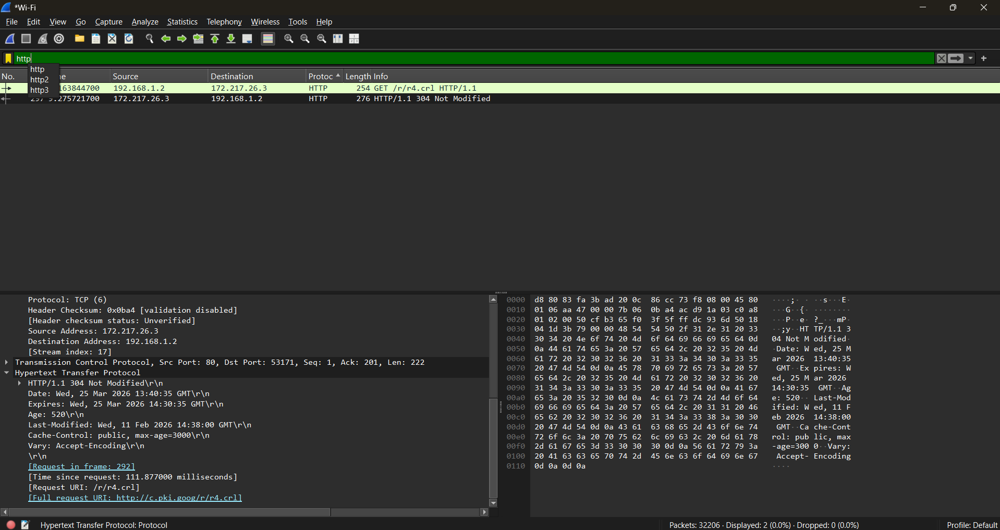 *Wi-Fi
File Edit View Go Capture Analyze Statistics Telephony Wireless Tools Help
http
http
http2
http3
No. Source Destination Protoc Length Info
163844700 192.168.1.2 172.217.26.3 HTTP 254 GET /r/r4.crl HTTP/1.1
297 9.275721700 172.217.26.3 192.168.1.2 HTTP 276 HTTP/1.1 304 Not Modified
Protocol: TCP (6)
Header Checksum: 0x0ba4 [validation disabled]
[Header checksum status: Unverified]
Source Address: 172.217.26.3
Destination Address: 192.168.1.2
[Stream index: 17]
Transmission Control Protocol, Src Port: 80, Dst Port: 53171, Seq: 1, Ack: 201, Len: 222
Hypertext Transfer Protocol
HTTP/1.1 304 Not Modified\r\n
Date: Wed, 25 Mar 2026 13:40:35 GMT\r\n
Expires: Wed, 25 Mar 2026 14:30:35 GMT\r\n
Age: 520\r\n
Last-Modified: Wed, 11 Feb 2026 14:38:00 GMT\r\n
Cache-Control: public, max-age=3000\r\n
Vary: Accept-Encoding\r\n
\r\n
[Request in frame: 292]
[Time since request: 111.877000 milliseconds]
[Request URI: /r/r4.crl]
[Full request URI: http://c.pki.goog/r/r4.crl]
0000 d8 80 83 fa 3b ad 20 0c 86 cc 73 f8 08 00 45 80 ····;· · ··s···E·
0010 01 06 aa 47 00 00 7b 06 0b a4 ac d9 1a 03 c0 a8 ···G··{· ········
0020 01 02 00 50 cf b3 65 f0 3f 5f ff dc 93 6d 50 18 ···P··e· ?_···mP·
0030 04 1d 3b 79 00 00 48 54 54 50 2f 31 2e 31 20 33 ··;y··HT TP/1.1 3
0040 30 34 20 4e 6f 74 20 4d 6f 64 69 66 69 65 64 0d 04 Not M odified·
0050 0a 44 61 74 65 3a 20 57 65 64 2c 20 32 35 20 4d ·Date: W ed, 25 M
0060 61 72 20 32 30 32 36 20 31 33 3a 34 30 3a 33 35 ar 2026 13:40:35
0070 20 47 4d 54 0d 0a 45 78 70 69 72 65 73 3a 20 57 GMT··Ex pires: W
0080 65 64 2c 20 32 35 20 4d 61 72 20 32 30 32 36 20 ed, 25 M ar 2026
0090 31 34 3a 33 30 3a 33 35 20 47 4d 54 0d 0a 41 67 14:30:35 GMT··Ag
00a0 65 3a 20 35 32 30 0d 0a 4c 61 73 74 2d 4d 6f 64 e: 520·· Last-Mod
00b0 69 66 69 65 64 3a 20 57 65 64 2c 20 31 31 20 46 ified: W ed, 11 F
00c0 65 62 20 32 30 32 36 20 31 34 3a 33 38 3a 30 30 eb 2026 14:38:00
00d0 20 47 4d 54 0d 0a 43 61 63 68 65 2d 43 6f 6e 74 GMT··Ca che-Cont
00e0 72 6f 6c 3a 20 70 75 62 6c 69 63 2c 20 6d 61 78 rol: pub lic, max
00f0 2d 61 67 65 3d 33 30 30 30 0d 0a 56 61 72 79 3a -age=300 0··Vary:
0100 20 41 63 63 65 70 74 2d 45 6e 63 6f 64 69 6e 67 Accept- Encoding
0110 0d 0a 0d 0a ····
Hypertext Transfer Protocol: Protocol
Packets: 32206 · Displayed: 2 (0.0%) · Dropped: 0 (0.0%)
Profile: Default